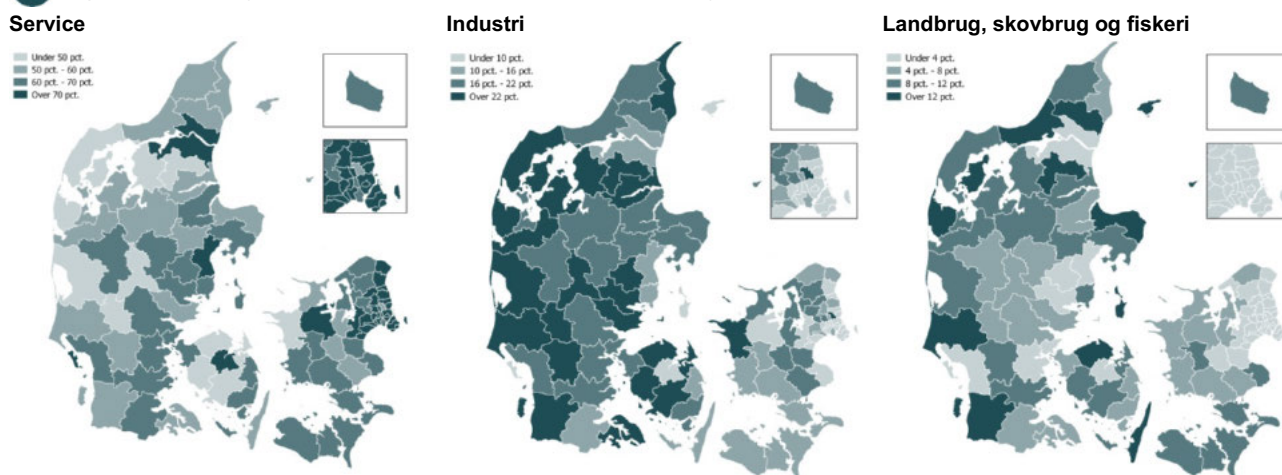 Service
Under 50 pct.
50 pct. - 60 pct.
60 pct. - 70 pct.
Over 70 pct.
Industri
Under 10 pct.
10 pct. - 16 pct.
16 pct. - 22 pct.
Over 22 pct.
Landbrug, skovbrug og fiskeri
Under 4 pct.
4 pct. - 8 pct.
8 pct. - 12 pct.
Over 12 pct.